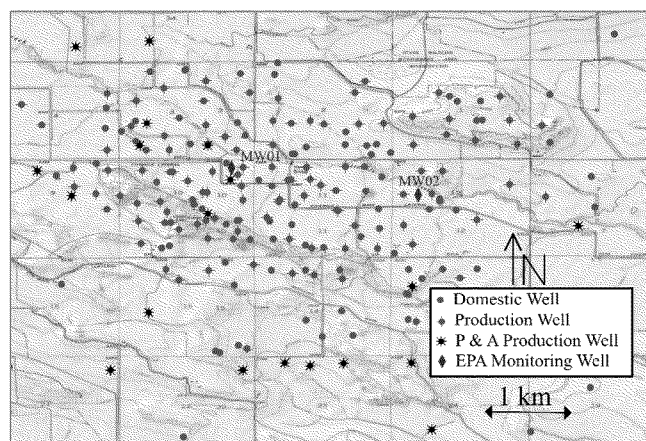 MW01
MW02
N
Domestic Well
Production Well
P & A Production Well
EPA Monitoring Well
1 km